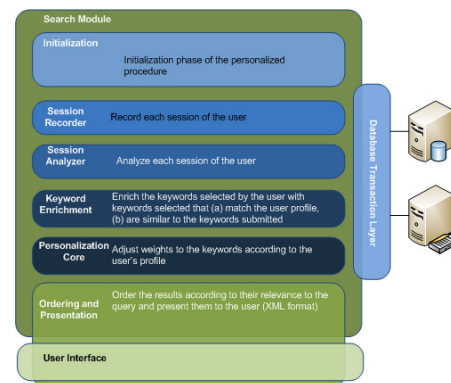 Search Module
Initialization
Initialization phase of the personalized
procedure
Session
Recorder
Record each session of the user
Session
Analyzer
Analyze each session of the user
Keyword
Enrichment
Enrich the keywords selected by the user with
keywords selected that (a) match the user profile,
(b) are similar to the keywords submitted
Personalization
Core
Adjust weights to the keywords according to the
user's profile
Ordering and
Presentation
Order the results according to their relevance to the
query and present them to the user (XML format)
User Interface
Database Transaction
Layer